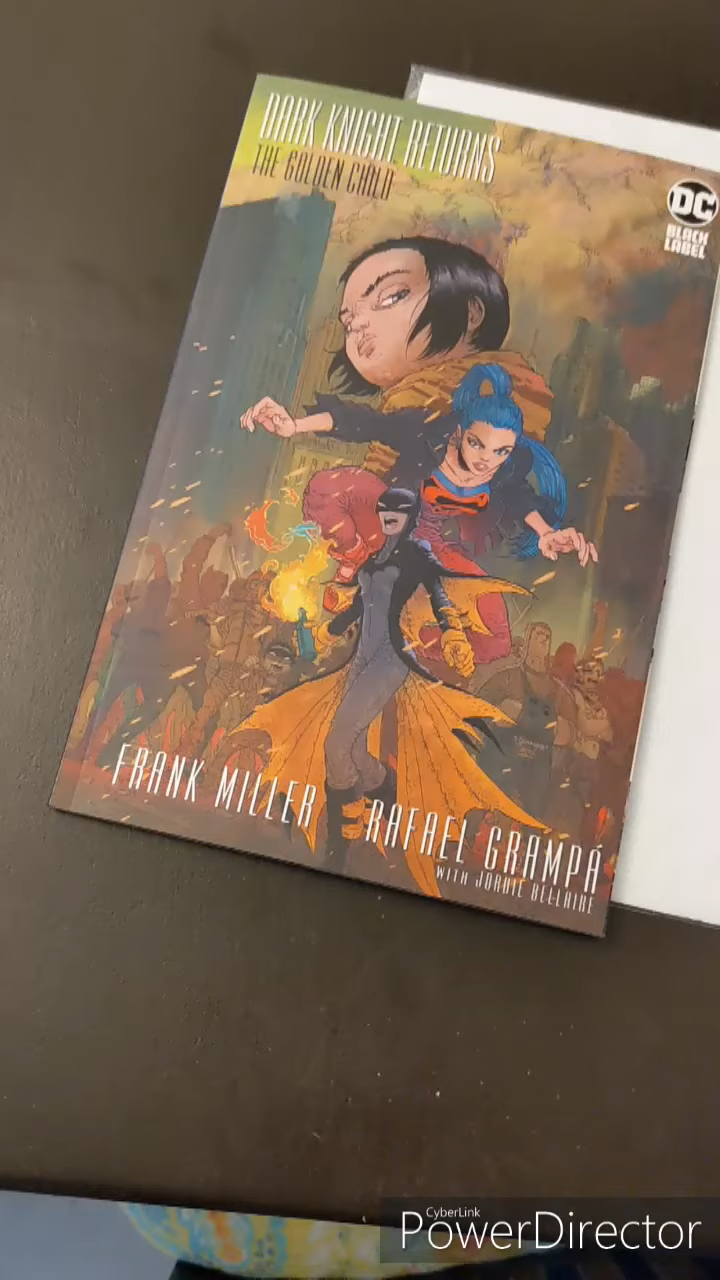 DARK KNIGHT RETURNS
THE GOLDEN CHILD
DC
BLACK
LABEL
FRANK MILLER
RAFAEL GRAMPÁ
WITH JORDIE BELLAIRE
CyberLink
PowerDirector